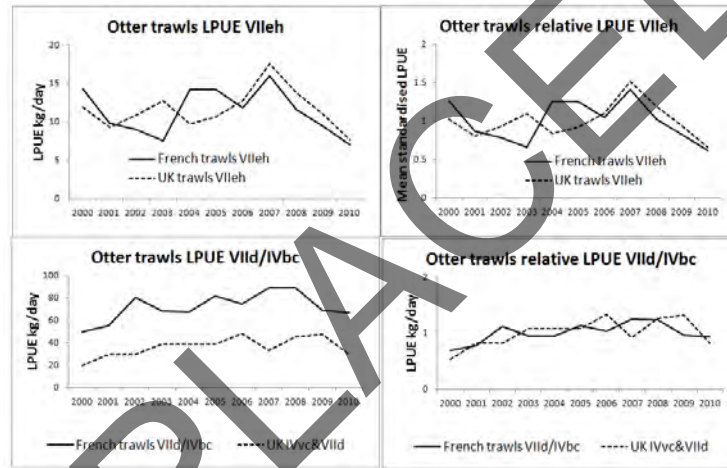 Otter trawls LPUE VIIeh
LPUE kg/day
20
15
10
5
0
French trawls VIIeh
UK trawls VIIeh
2000 2001 2002 2003 2004 2005 2006 2007 2008 2009 2010
Otter trawls relative LPUE VIIeh
Mean standardised LPUE
2
1.5
1
0.5
0
French trawls VIIeh
UK trawls VIIeh
2000 2001 2002 2003 2004 2005 2006 2007 2008 2009 2010
Otter trawls LPUE VIId/IVbc
LPUE kg/day
100
80
60
40
20
0
2000 2001 2002 2003 2004 2005 2006 2007 2008 2009 2010
French trawls VIId/IVbc
UK IVvc&VIId
Otter trawls relative LPUE VIId/IVbc
LPUE kg/day
2
1
0
2000 2001 2002 2003 2004 2005 2006 2007 2008 2009 2010
French trawls VIId/IVbc
UK IVvc&VIId